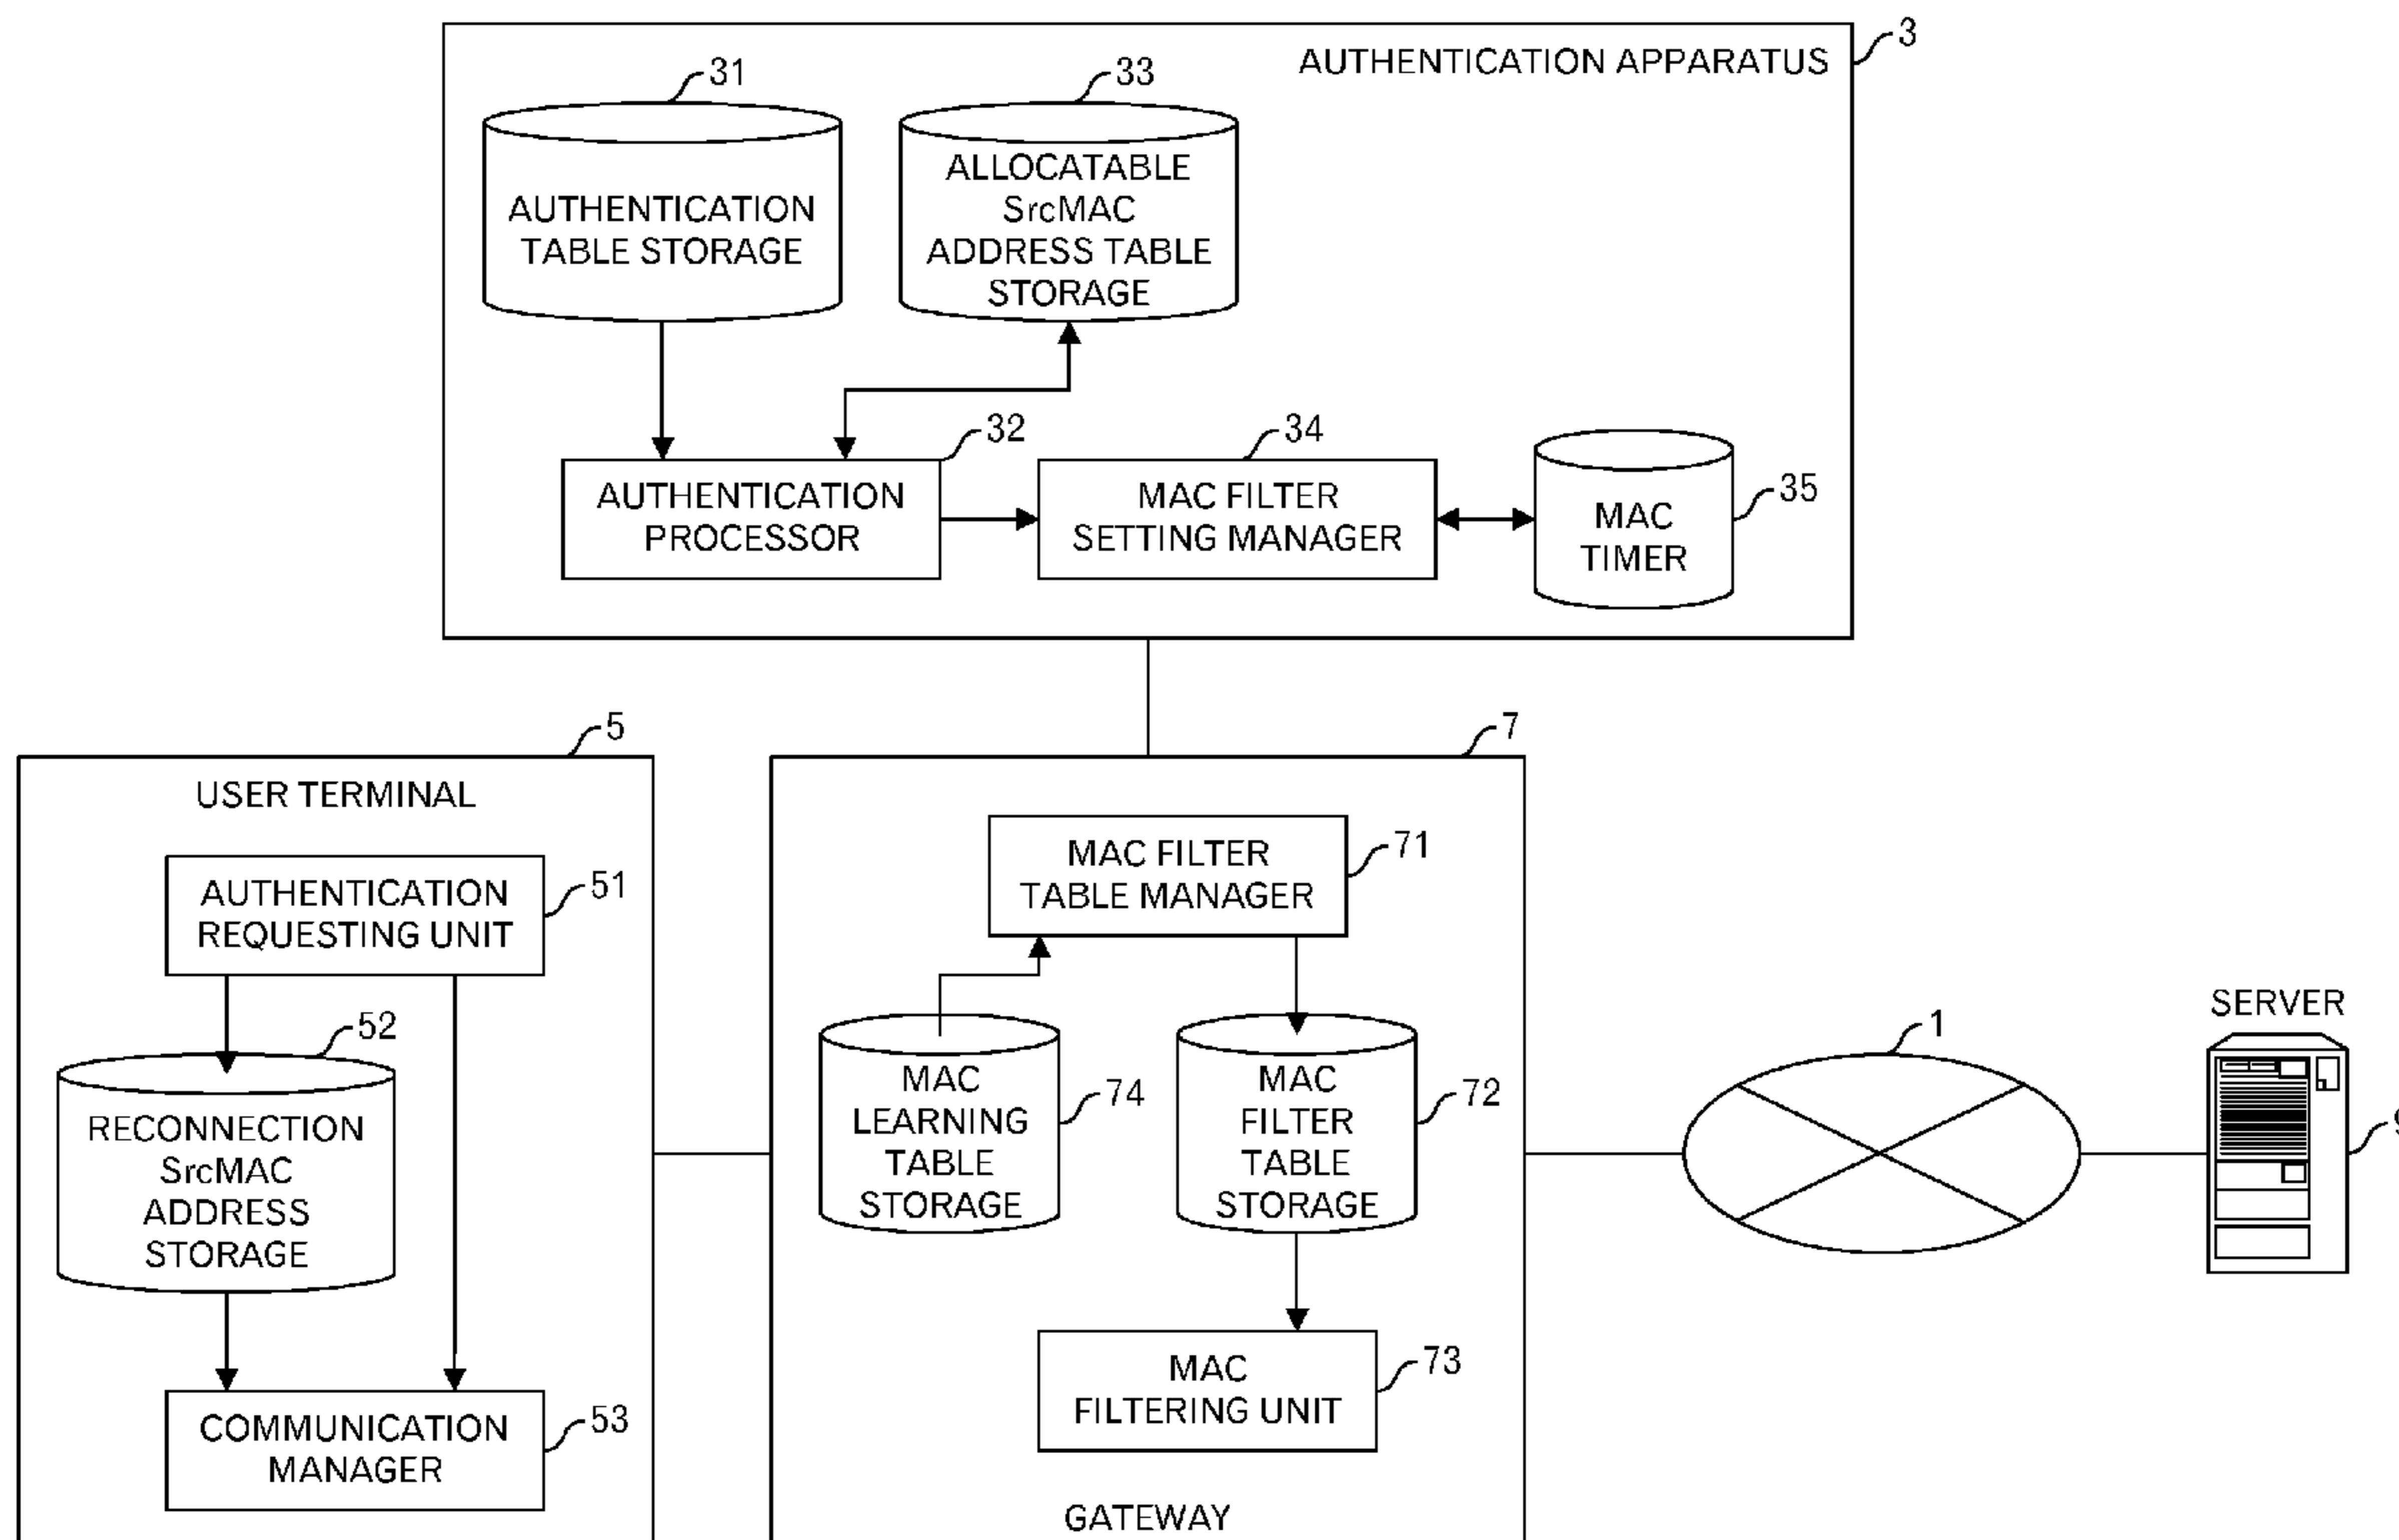 3
AUTHENTICATION APPARATUS
31
33
AUTHENTICATION
TABLE STORAGE
ALLOCATABLE
SrcMAC
ADDRESS TABLE
STORAGE
32
34
35
AUTHENTICATION
PROCESSOR
MAC FILTER
SETTING MANAGER
MAC
TIMER
5
USER TERMINAL
51
AUTHENTICATION
REQUESTING UNIT
52
RECONNECTION
SrcMAC
ADDRESS
STORAGE
53
COMMUNICATION
MANAGER
7
71
MAC FILTER
TABLE MANAGER
74
MAC
LEARNING
TABLE
STORAGE
72
MAC
FILTER
TABLE
STORAGE
73
MAC
FILTERING UNIT
GATEWAY
1
SERVER